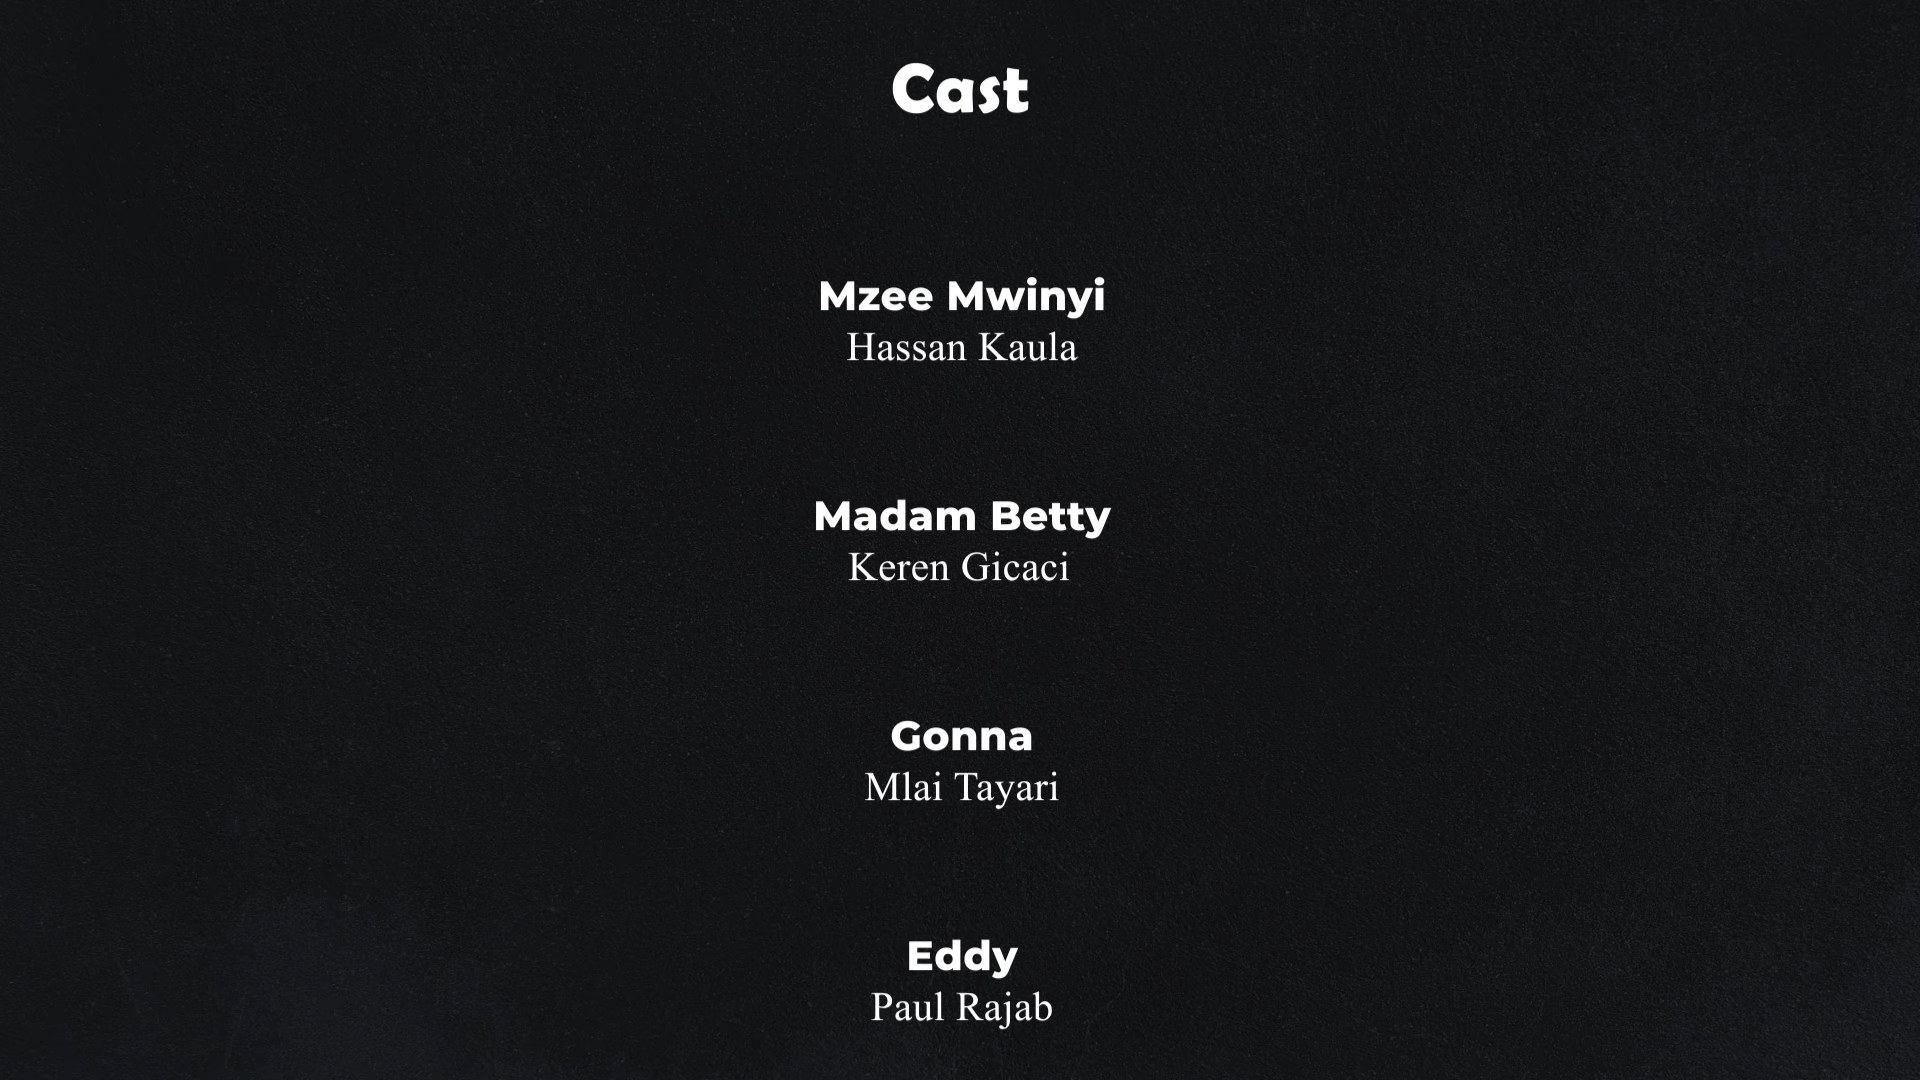 Cast
Mzee Mwinyi
Hassan Kaula
Madam Betty
Keren Gicaci
Gonna
Mlai Tayari
Eddy
Paul Rajab